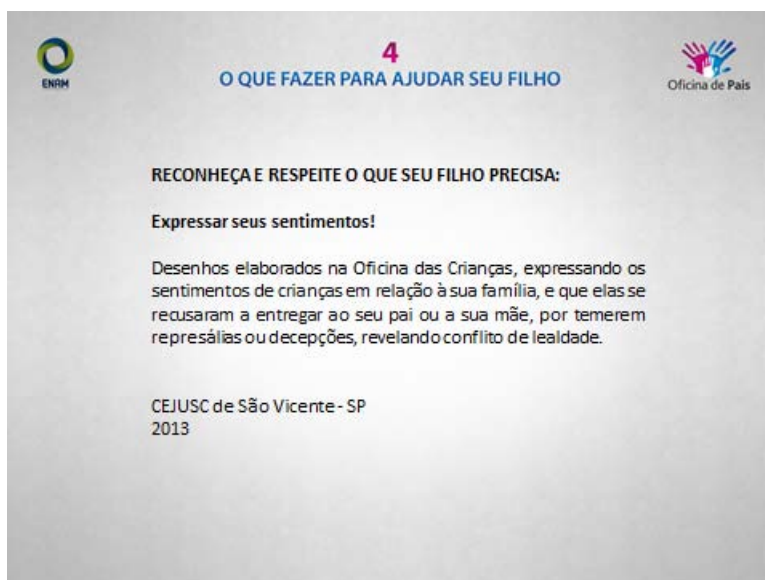 ENAM
4
O QUE FAZER PARA AJUDAR SEU FILHO
Oficina de Pais
RECONHEÇA E RESPEITE O QUE SEU FILHO PRECISA:
Expressar seus sentimentos!
Desenhos elaborados na Oficina das Crianças, expressando os
sentimentos de crianças em relação à sua família, e que elas se
recusaram a entregar ao seu pai ou a sua mãe, por temerem
represálias ou decepções, revelando conflito de lealdade.
CEJUSC de São Vicente - SP
2013